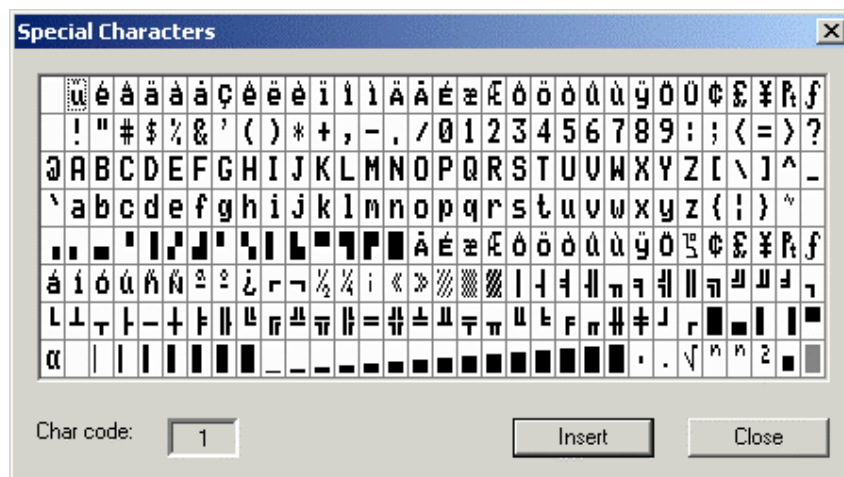 Special Characters
ü é â ä à å ç ê ë è ï î ì Ä Å É æ Æ ô ö ò û ù ÿ Ö Ü ¢ £ ¥ ₧ ƒ
! " # $ % & ' ( ) * + , - . / 0 1 2 3 4 5 6 7 8 9 : ; < = > ?
@ A B C D E F G H I J K L M N O P Q R S T U V W X Y Z [ \ ] ^ _
` a b c d e f g h i j k l m n o p q r s t u v w x y z { ¦ } ~
▖ ▗ ▄ ▘ ▌ ▞ ▟ ▝ ▚ ▐ ▙ ▀ ▜ ▛ █ Å É æ Æ ô ö ò û ù ÿ Ö ¢ £ ¥ ₧ ƒ
á í ó ú ñ Ñ ª º ¿ ⌐ ¬ ½ ¼ ¡ « » ░ ▒ ▓ │ ┤ ╡ ╢ ╖ ╕ ╣ ║ ╗ ╝ ╜ ╛ ┐
└ ┴ ┬ ├ ─ ┼ ╞ ╟ ╚ ╔ ╩ ╦ ╠ ═ ╬ ╧ ╨ ╤ ╥ ╙ ╘ ╒ ╓ ╫ ╪ ┘ ┌ █ ▄ ▌ ▐ ▀
α · . √ ⁿ ⁿ ² ■
Char code: 1 Insert Close